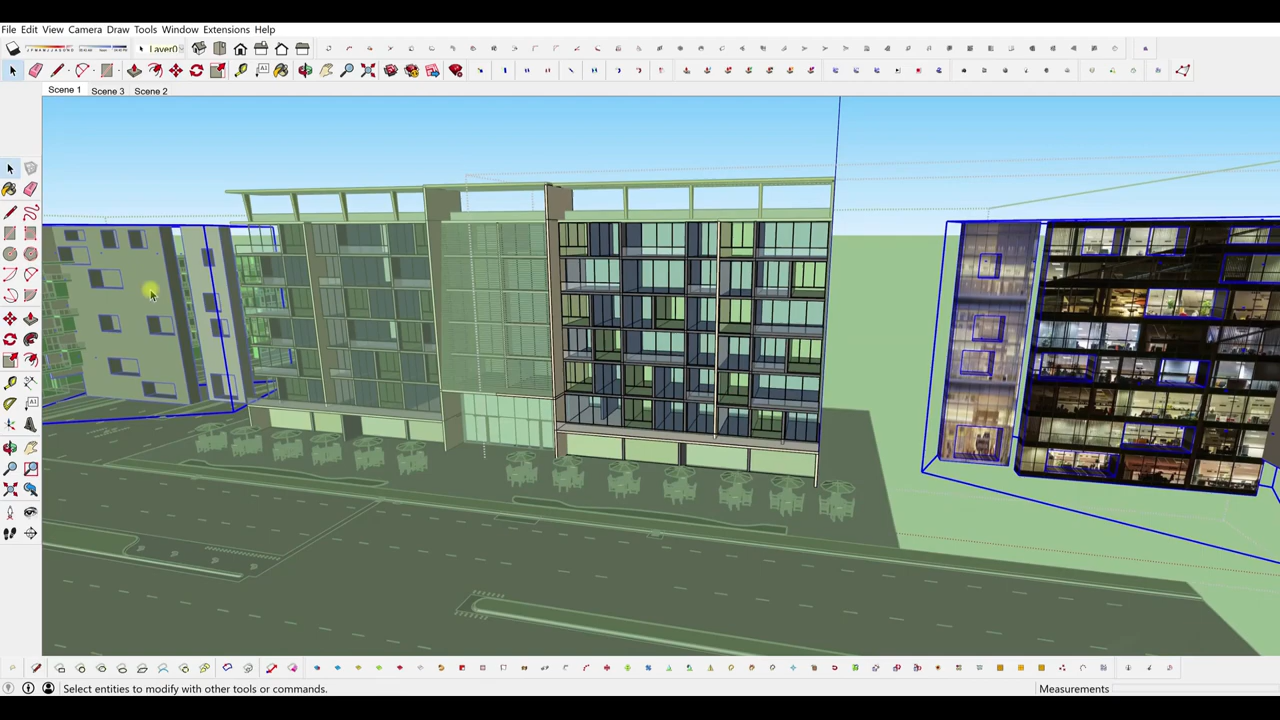 File Edit View Camera Draw Tools Window Extensions Help
Layer0
Scene 1 Scene 3 Scene 2
Select entities to modify with other tools or commands.
Measurements